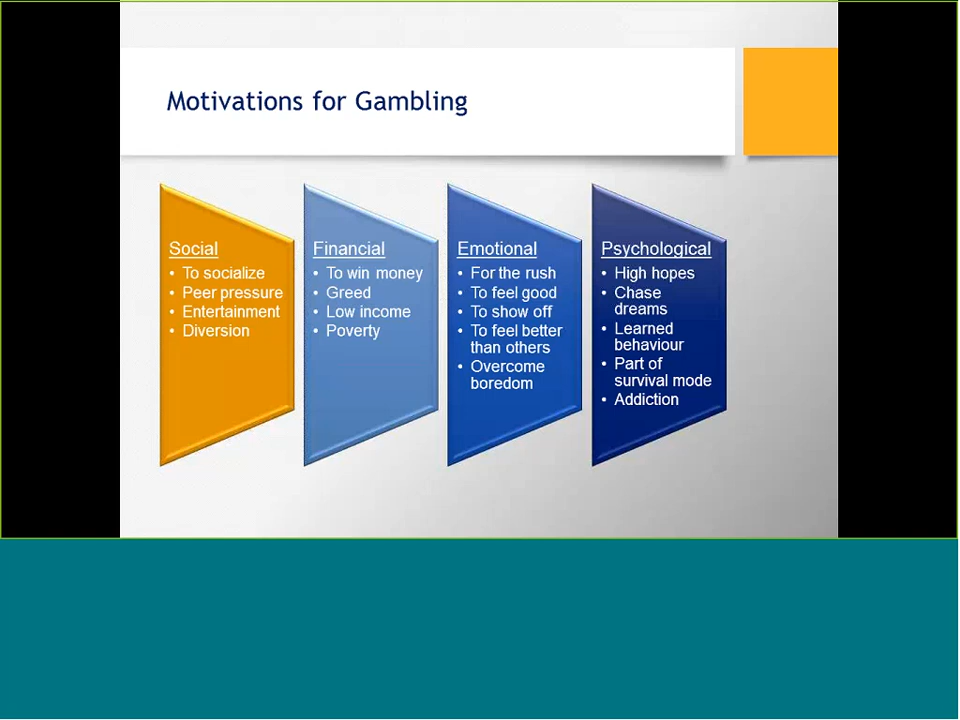 Motivations for Gambling
Social
• To socialize
• Peer pressure
• Entertainment
• Diversion
Financial
• To win money
• Greed
• Low income
• Poverty
Emotional
• For the rush
• To feel good
• To show off
• To feel better
than others
• Overcome
boredom
Psychological
• High hopes
• Chase
dreams
• Learned
behaviour
• Part of
survival mode
• Addiction